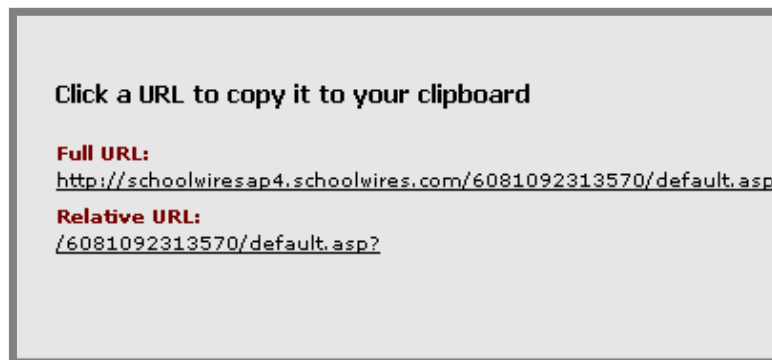 Click a URL to copy it to your clipboard
Full URL:
http://schoolwiresap4.schoolwires.com/6081092313570/default.asp
Relative URL:
/6081092313570/default.asp?